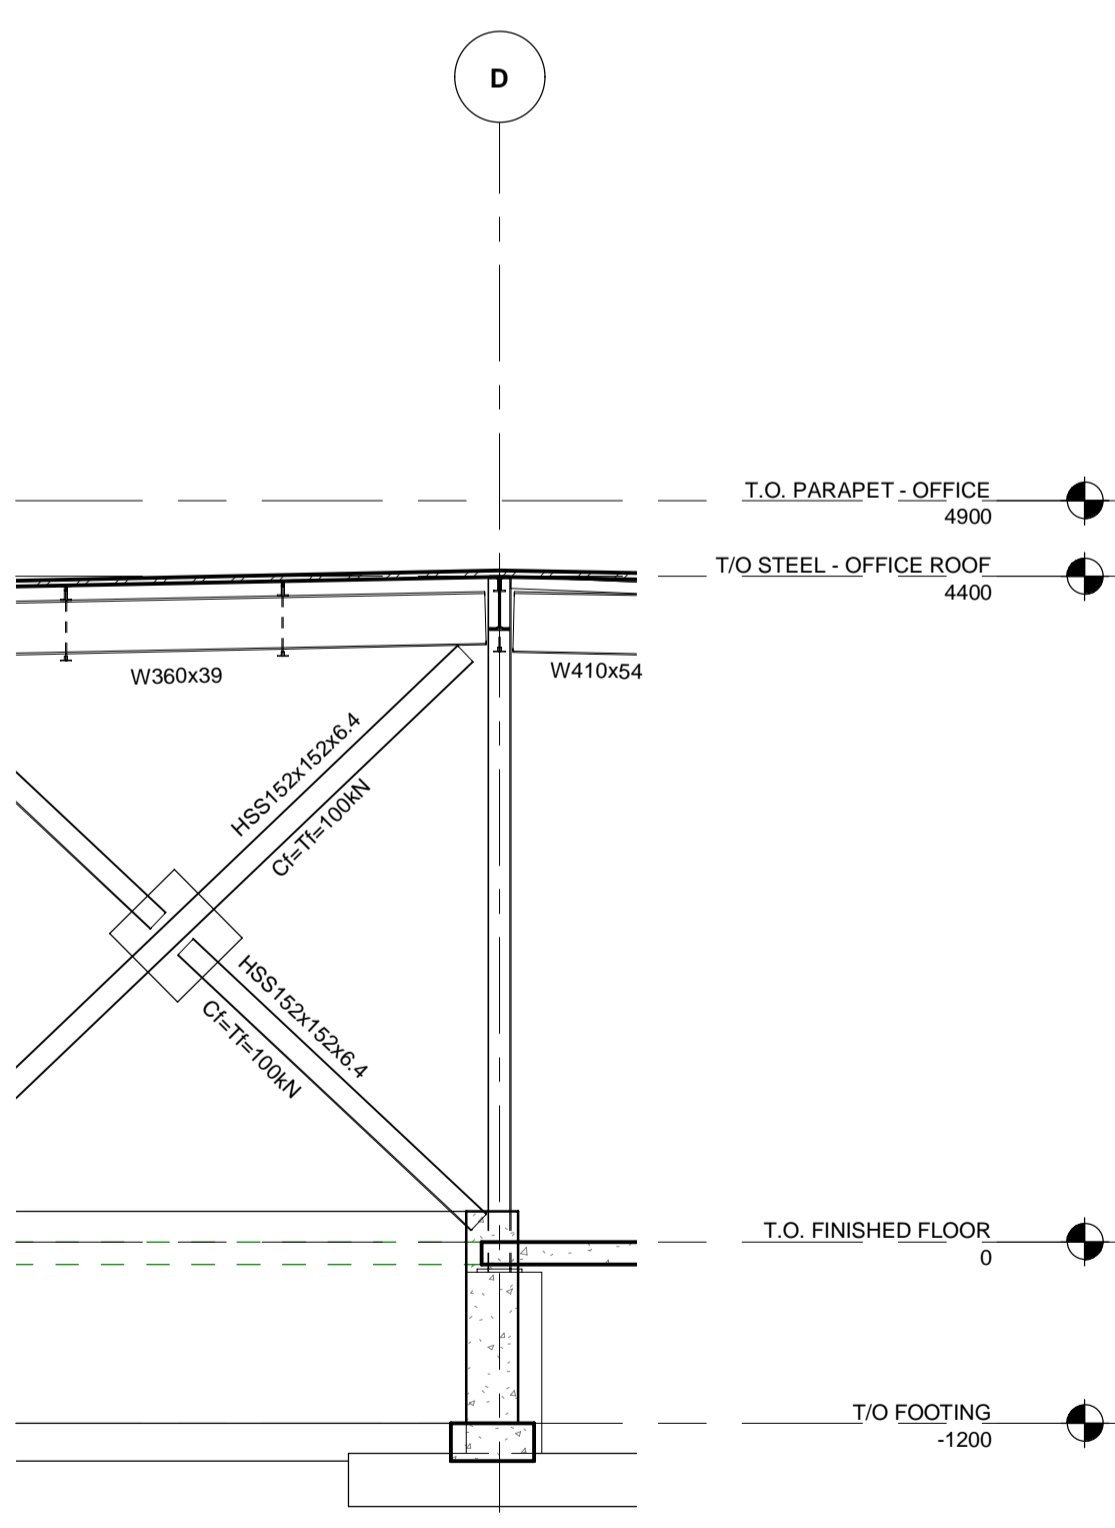 D
T.O. PARAPET - OFFICE
4900
T/O STEEL - OFFICE ROOF
4400
W360x39
W410x54
HSS152x152x6.4
Cf=Tf=100kN
HSS152x152x6.4
Cf=Tf=100kN
T.O. FINISHED FLOOR
0
T/O FOOTING
-1200